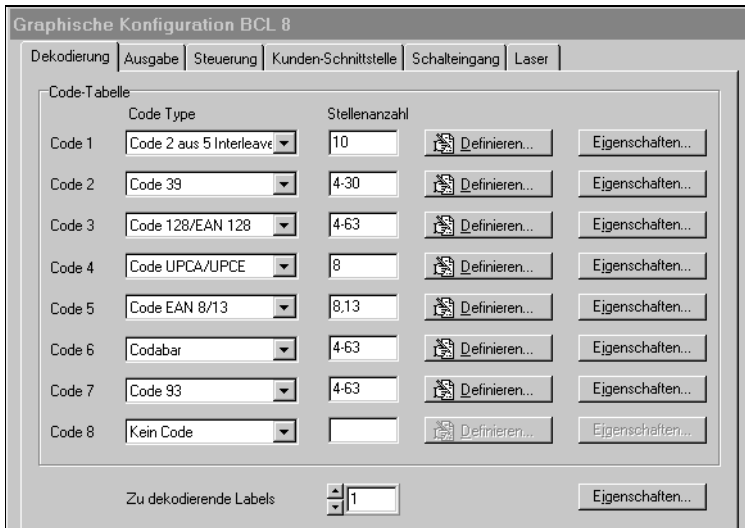 Graphische Konfiguration BCL 8
Dekodierung Ausgabe Steuerung Kunden-Schnittstelle Schalteingang Laser
Code-Tabelle
Code Type Stellenanzahl
Code 1 Code 2 aus 5 Interleave 10 Definieren... Eigenschaften...
Code 2 Code 39 4-30 Definieren... Eigenschaften...
Code 3 Code 128/EAN 128 4-63 Definieren... Eigenschaften...
Code 4 Code UPCA/UPCE 8 Definieren... Eigenschaften...
Code 5 Code EAN 8/13 8,13 Definieren... Eigenschaften...
Code 6 Codabar 4-63 Definieren... Eigenschaften...
Code 7 Code 93 4-63 Definieren... Eigenschaften...
Code 8 Kein Code Definieren... Eigenschaften...
Zu dekodierende Labels 1 Eigenschaften...